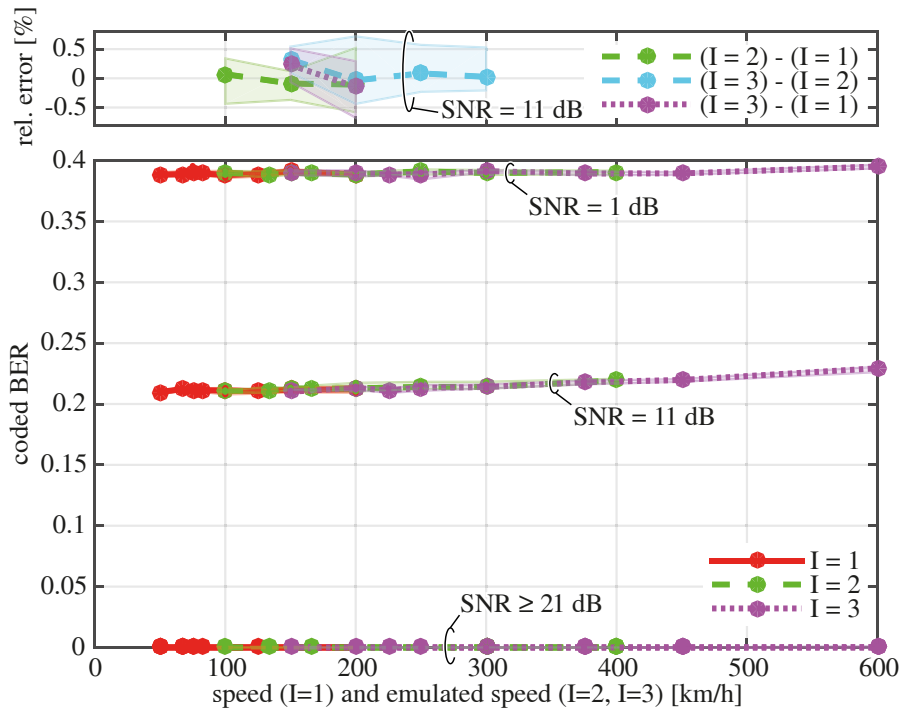 rel. error [%]
0.5
0
-0.5
(I = 2) - (I = 1)
(I = 3) - (I = 2)
(I = 3) - (I = 1)
SNR = 11 dB
coded BER
0.4
0.35
0.3
0.25
0.2
0.15
0.1
0.05
0
SNR = 1 dB
SNR = 11 dB
SNR ≥ 21 dB
I = 1
I = 2
I = 3
0 100 200 300 400 500 600
speed (I=1) and emulated speed (I=2, I=3) [km/h]